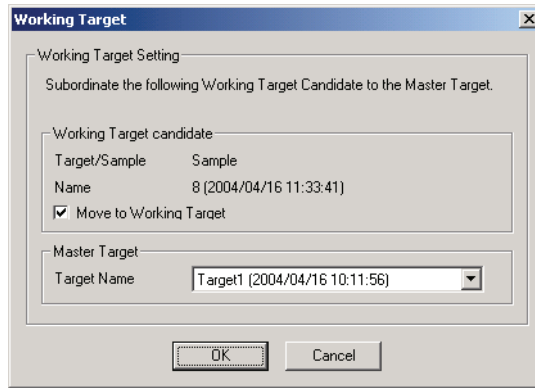 Working Target
Working Target Setting
Subordinate the following Working Target Candidate to the Master Target.
Working Target candidate
Target/Sample Sample
Name 8 (2004/04/16 11:33:41)
Move to Working Target
Master Target
Target Name Target1 (2004/04/16 10:11:56)
OK Cancel